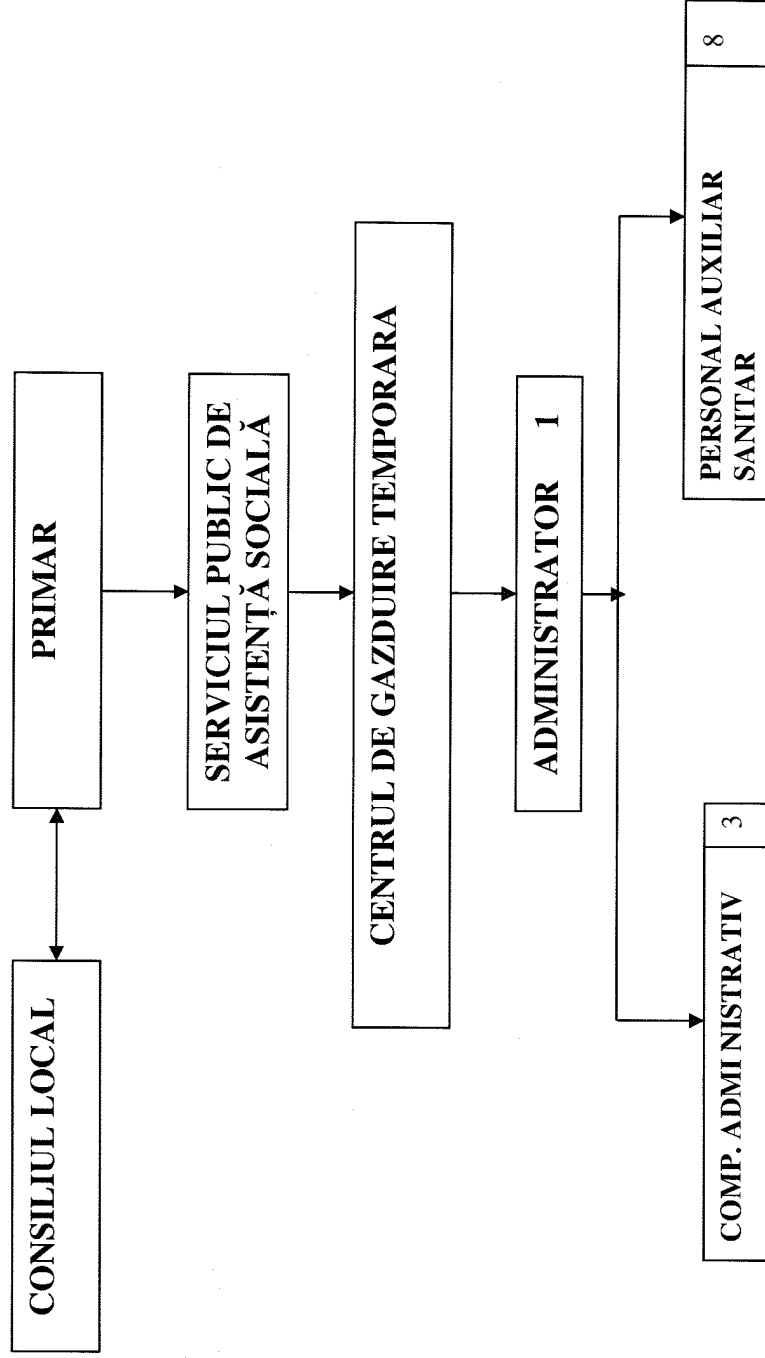 CONSILIUL LOCAL
PRIMAR
SERVICIUL PUBLIC DE
ASISTENȚĂ SOCIALĂ
CENTRUL DE GAZDUIRE TEMPORARA
ADMINISTRATOR 1
COMP. ADMI NISTRATIV 3
PERSONAL AUXILIAR
SANITAR
8